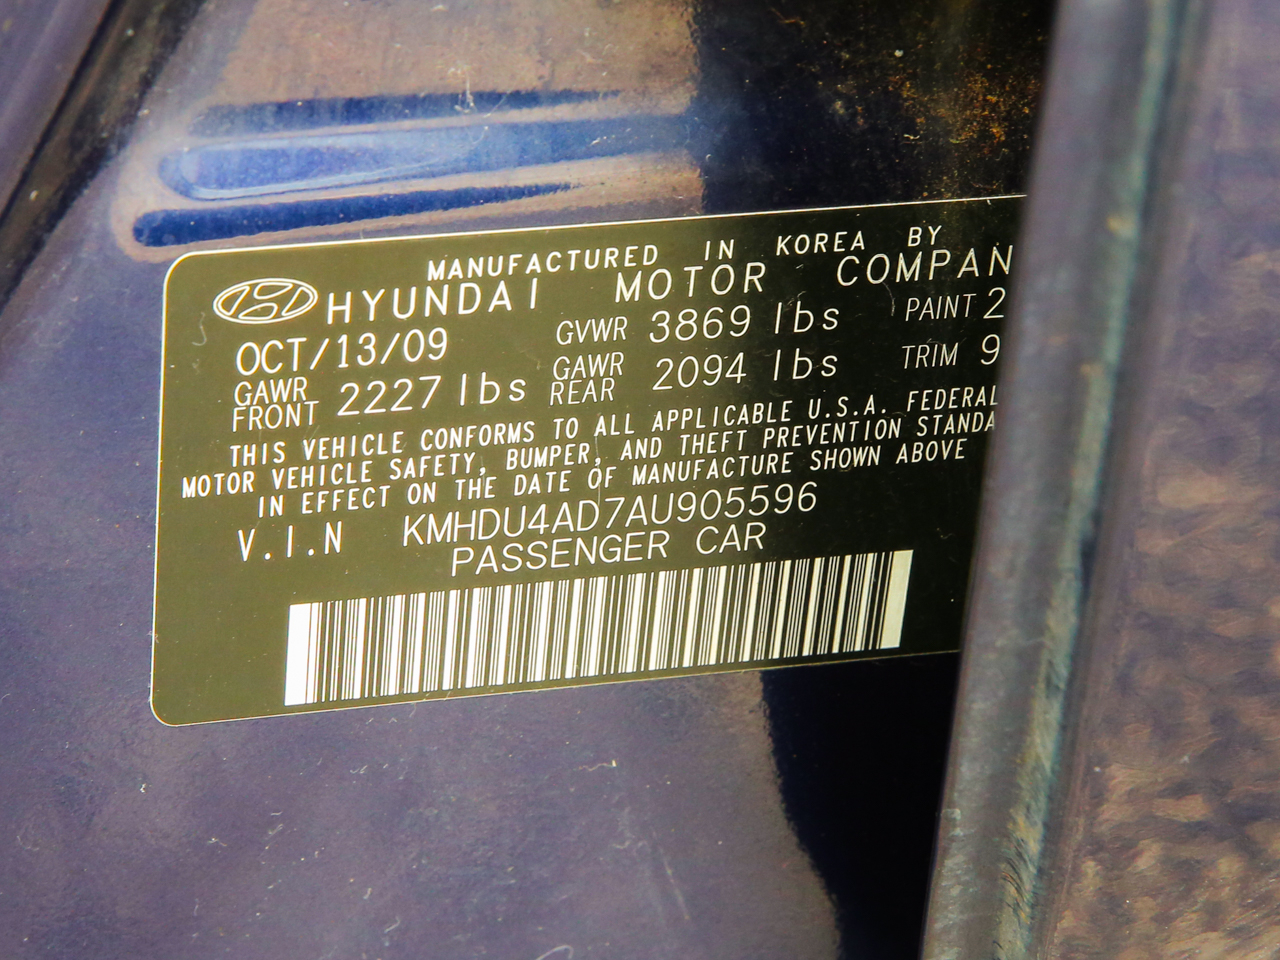 MANUFACTURED IN KOREA BY
HYUNDAI MOTOR COMPAN
OCT/13/09 GVWR 3869 lbs PAINT 2
GAWR FRONT 2227 lbs GAWR REAR 2094 lbs TRIM 9
THIS VEHICLE CONFORMS TO ALL APPLICABLE U.S.A. FEDERAL
MOTOR VEHICLE SAFETY, BUMPER, AND THEFT PREVENTION STANDA
IN EFFECT ON THE DATE OF MANUFACTURE SHOWN ABOVE
V.I.N KMHDU4AD7AU905596
PASSENGER CAR